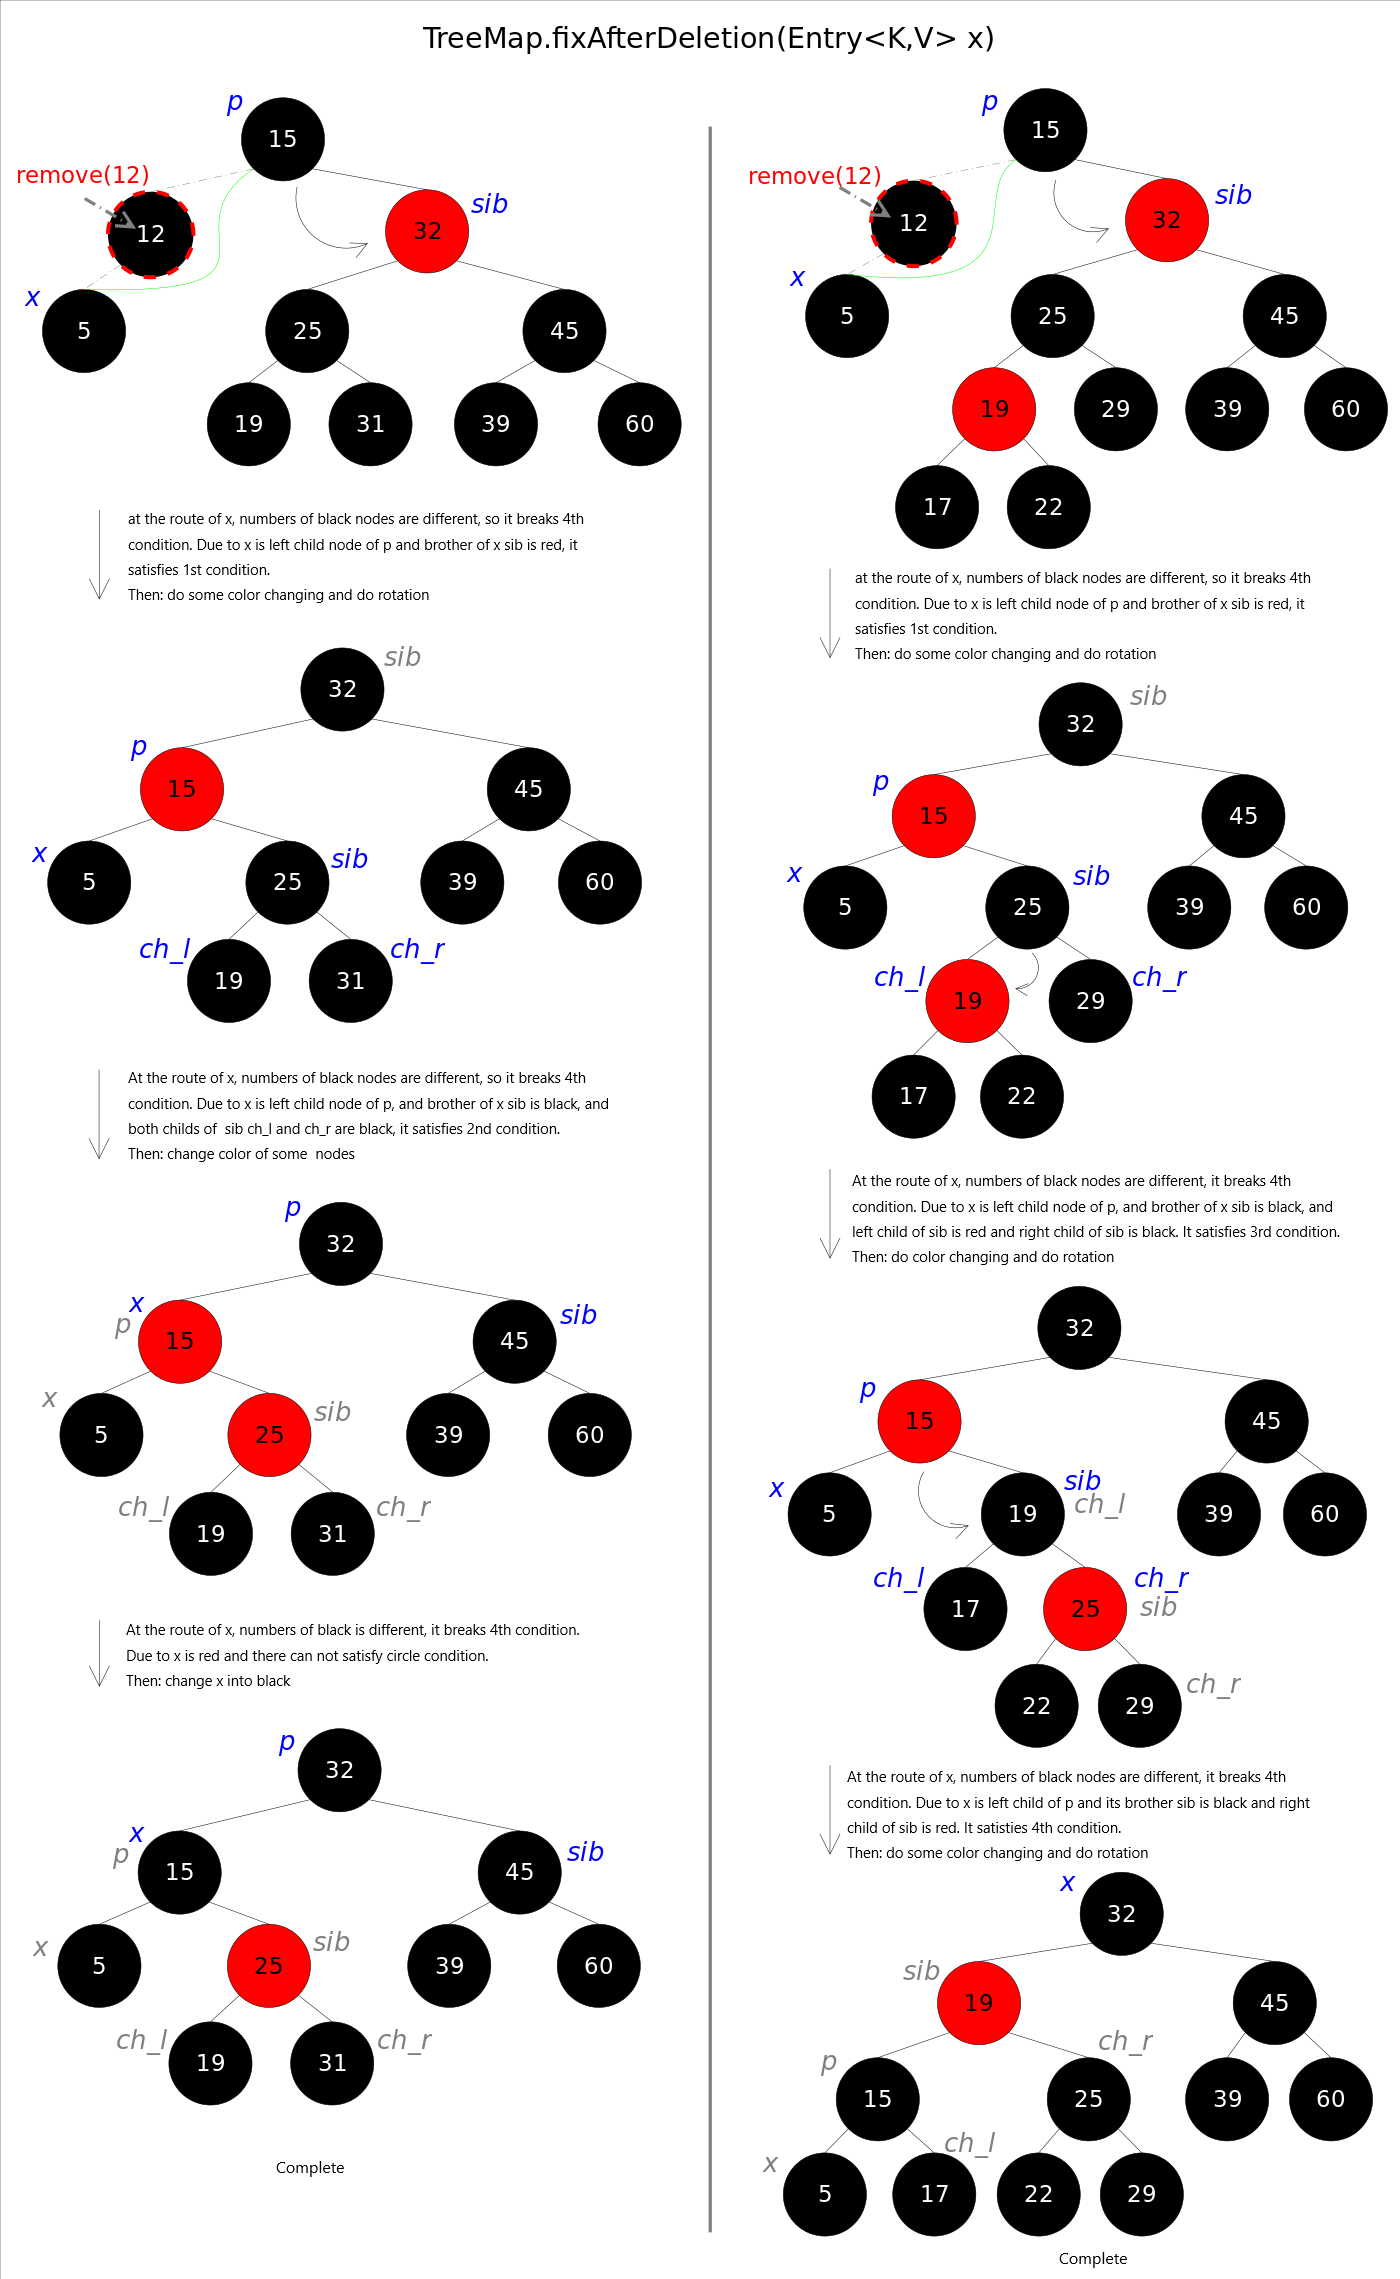 TreeMap.fixAfterDeletion(Entry<K,V> x)
p
15
remove(12)
12
sib
32
x
5
25
45
19
31
39
60
at the route of x, numbers of black nodes are different, so it breaks 4th
condition. Due to x is left child node of p and brother of x sib is red, it
satisfies 1st condition.
Then: do some color changing and do rotation
sib
32
p
15
45
x
5
25
sib
39
60
ch_l
19
31
ch_r
At the route of x, numbers of black nodes are different, so it breaks 4th
condition. Due to x is left child node of p, and brother of x sib is black, and
both childs of  sib ch_l and ch_r are black, it satisfies 2nd condition.
Then: change color of some  nodes
p
32
x
p
15
45
sib
x
5
25
sib
39
60
ch_l
19
31
ch_r
At the route of x, numbers of black is different, it breaks 4th condition.
Due to x is red and there can not satisfy circle condition.
Then: change x into black
p
32
x
p
15
45
sib
x
5
25
sib
39
60
ch_l
19
31
ch_r
Complete
p
15
remove(12)
12
32
sib
x
5
25
45
19
29
39
60
17
22
at the route of x, numbers of black nodes are different, so it breaks 4th
condition. Due to x is left child node of p and brother of x sib is red, it
satisfies 1st condition.
Then: do some color changing and do rotation
sib
32
p
15
45
x
5
25
sib
39
60
ch_l
19
29
ch_r
17
22
At the route of x, numbers of black nodes are different, it breaks 4th
condition. Due to x is left child node of p, and brother of x sib is black, and
left child of sib is red and right child of sib is black. It satisfies 3rd condition.
Then: do color changing and do rotation
32
p
15
45
x
5
19
sib
ch_l
39
60
ch_l
17
25
ch_r
sib
22
29
ch_r
At the route of x, numbers of black nodes are different, it breaks 4th
condition. Due to x is left child of p and its brother sib is black and right
child of sib is red. It satisties 4th condition.
Then: do some color changing and do rotation
x
32
sib
19
45
p
15
25
ch_r
39
60
x
5
17
ch_l
22
29
Complete